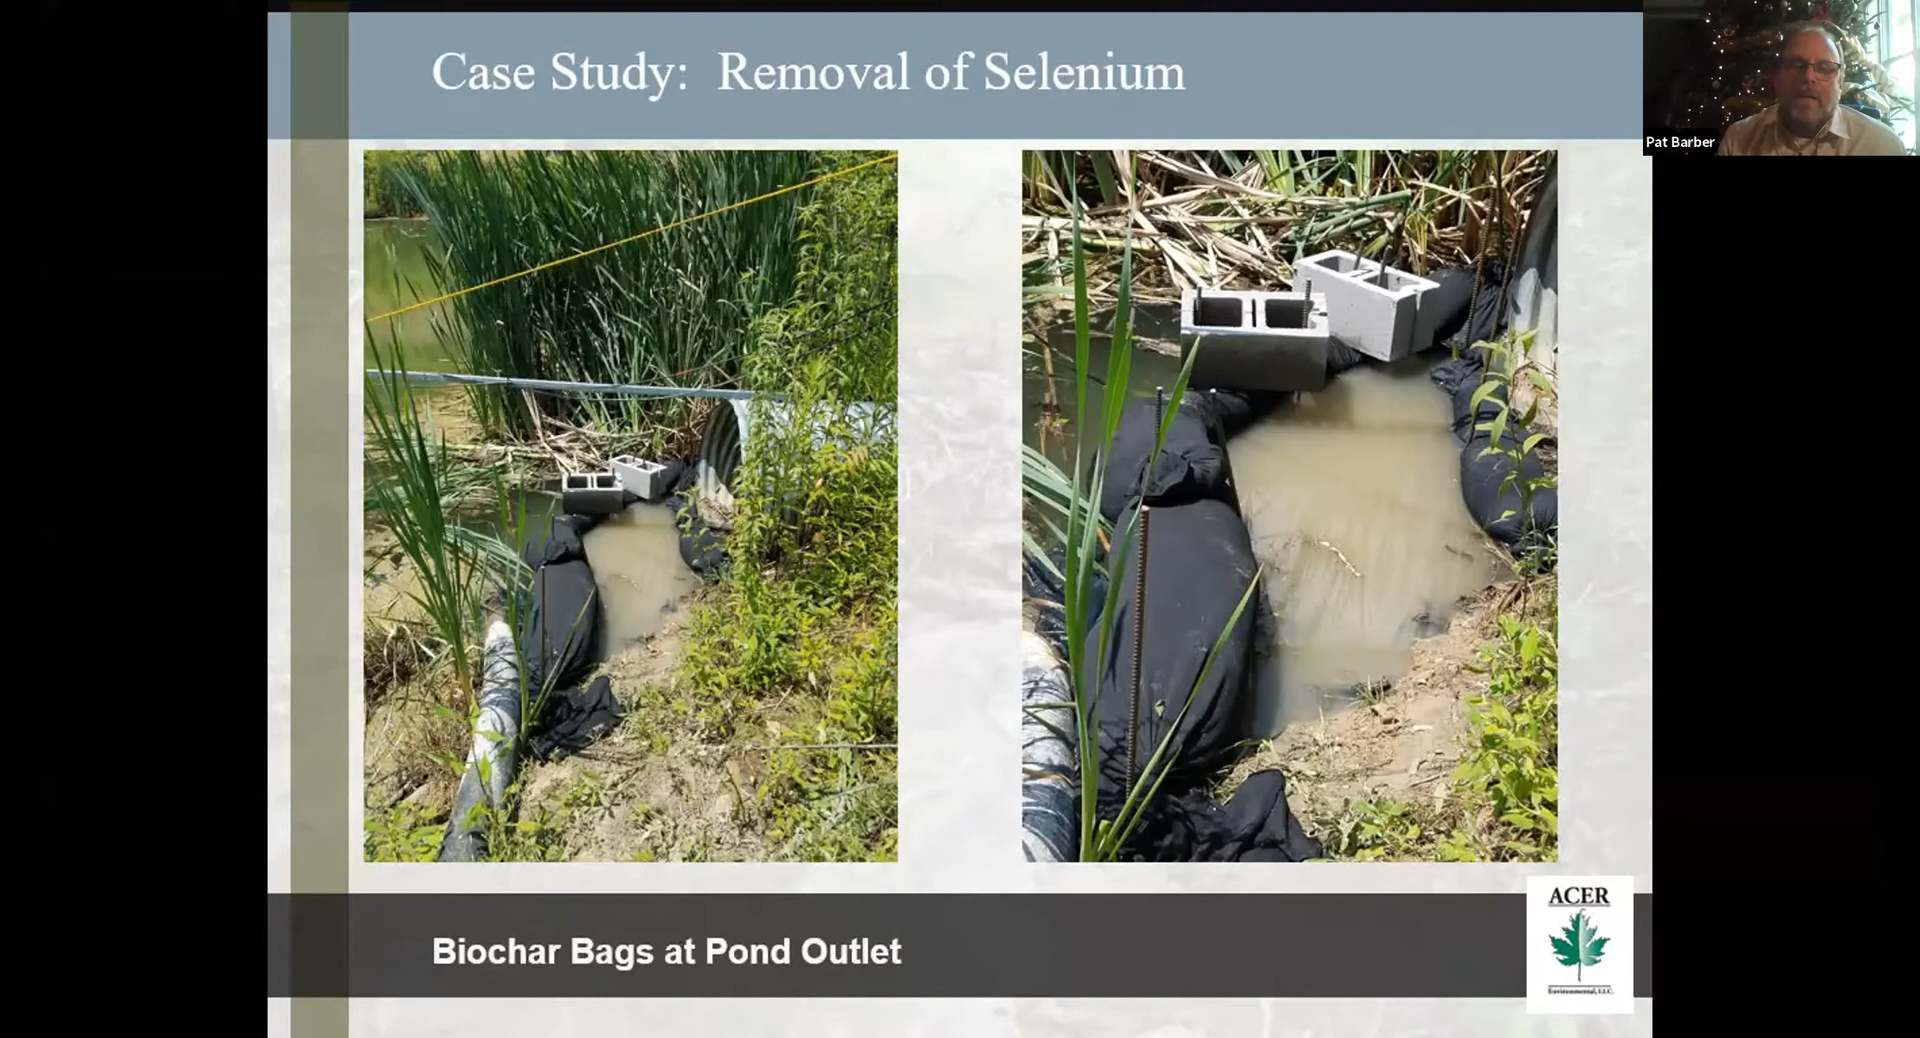 Case Study: Removal of Selenium
Pat Barber
Biochar Bags at Pond Outlet
ACER
Environmental, LLC.